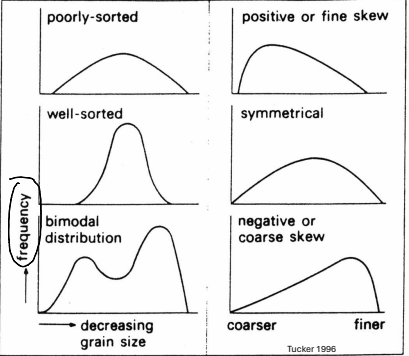 poorly-sorted
positive or fine skew
well-sorted
symmetrical
frequency
bimodal
distribution
negative or
coarse skew
decreasing
grain size
coarser
finer
Tucker 1996